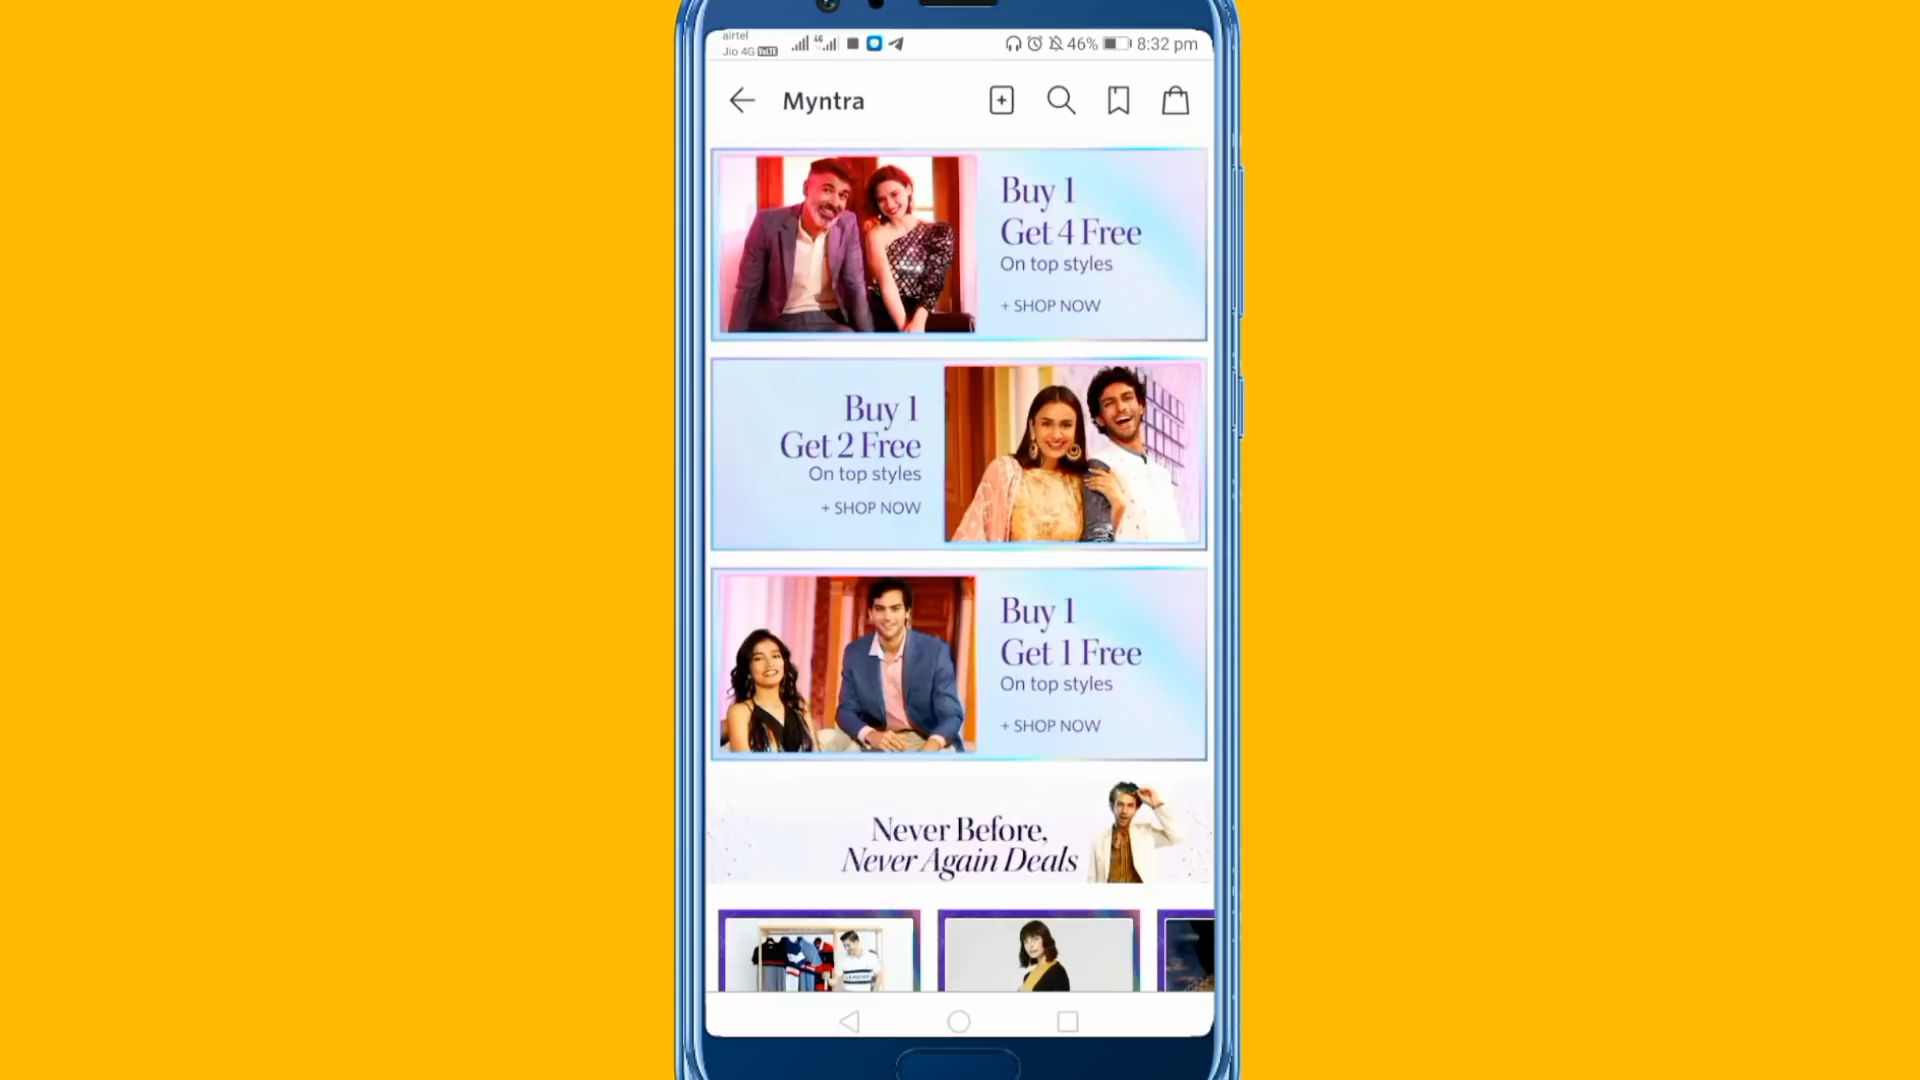 airtel
Jio 4G VoLTE
4G
46% 8:32 pm
Myntra
Buy 1
Get 4 Free
On top styles
+ SHOP NOW
Buy 1
Get 2 Free
On top styles
+ SHOP NOW
Buy 1
Get 1 Free
On top styles
+ SHOP NOW
Never Before,
Never Again Deals